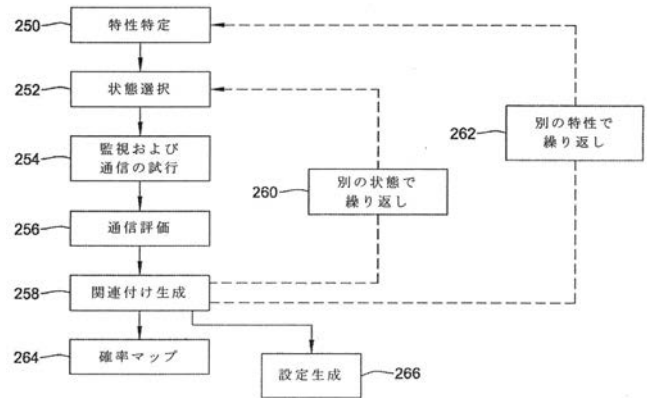 250
特性特定
252
状態選択
254
監視および
通信の試行
256
通信評価
258
関連付け生成
260
別の状態で
繰り返し
262
別の特性で
繰り返し
264
確率マップ
設定生成
266